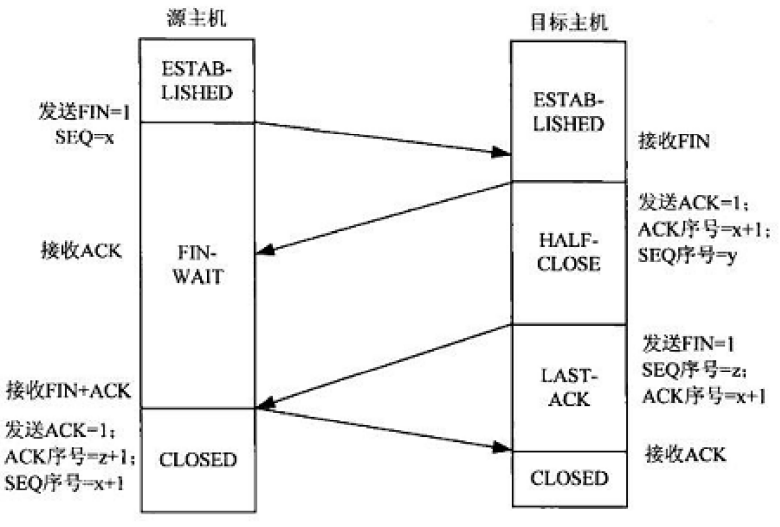 源主机
目标主机
ESTAB-
LISHED
ESTAB-
LISHED
发送FIN=1
SEQ=x
接收FIN
发送ACK=1;
ACK序号=x+1;
SEQ序号=y
接收ACK
FIN-
WAIT
HALF-
CLOSE
发送FIN=1
SEQ序号=z;
ACK序号=x+1
LAST-
ACK
接收FIN+ACK
发送ACK=1;
ACK序号=z+1;
SEQ序号=x+1
CLOSED
接收ACK
CLOSED